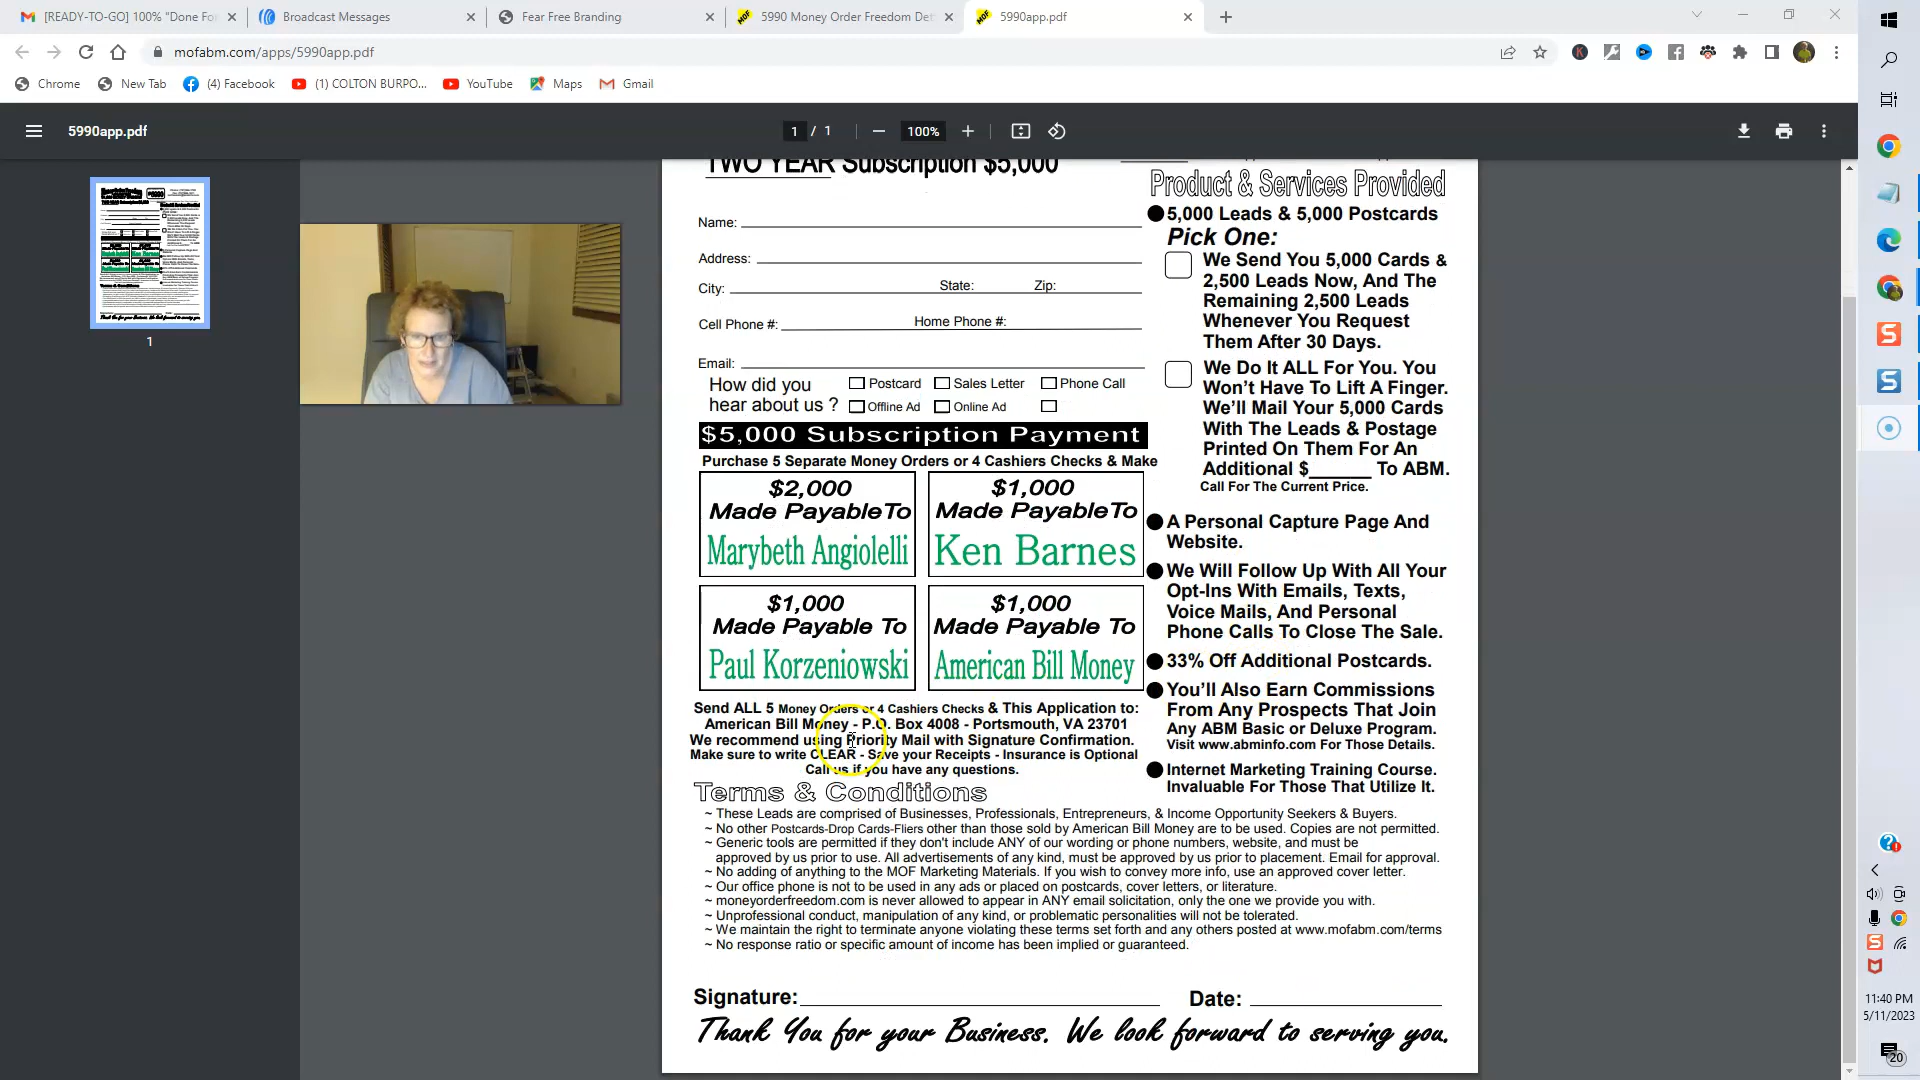 [READY-TO-GO] 100% "Done For
Broadcast Messages
Fear Free Branding
5990 Money Order Freedom Det
5990app.pdf
mofabm.com/apps/5990app.pdf
Chrome
New Tab
(4) Facebook
(1) COLTON BURPO...
YouTube
Maps
Gmail
5990app.pdf
1 / 1
100%
1
TWO YEAR Subscription $5,000
Name:
Address:
City: State: Zip:
Cell Phone #: Home Phone #:
Email:
How did you hear about us ?
Postcard Sales Letter Phone Call
Offline Ad Online Ad
$5,000 Subscription Payment
Purchase 5 Separate Money Orders or 4 Cashiers Checks & Make
$2,000
Made Payable To
Marybeth Angiolelli
$1,000
Made Payable To
Ken Barnes
$1,000
Made Payable To
Paul Korzeniowski
$1,000
Made Payable To
American Bill Money
Send ALL 5 Money Orders or 4 Cashiers Checks & This Application to:
American Bill Money - P.O. Box 4008 - Portsmouth, VA 23701
We recommend using Priority Mail with Signature Confirmation.
Make sure to write CLEAR - Save your Receipts - Insurance is Optional
Call us if you have any questions.
Product & Services Provided
5,000 Leads & 5,000 Postcards
Pick One:
We Send You 5,000 Cards &
2,500 Leads Now, And The
Remaining 2,500 Leads
Whenever You Request
Them After 30 Days.
We Do It ALL For You. You
Won't Have To Lift A Finger.
We'll Mail Your 5,000 Cards
With The Leads & Postage
Printed On Them For An
Additional $______ To ABM.
Call For The Current Price.
A Personal Capture Page And
Website.
We Will Follow Up With All Your
Opt-Ins With Emails, Texts,
Voice Mails, And Personal
Phone Calls To Close The Sale.
33% Off Additional Postcards.
You'll Also Earn Commissions
From Any Prospects That Join
Any ABM Basic or Deluxe Program.
Visit www.abminfo.com For Those Details.
Internet Marketing Training Course.
Invaluable For Those That Utilize It.
Terms & Conditions
~ These Leads are comprised of Businesses, Professionals, Entrepreneurs, & Income Opportunity Seekers & Buyers.
~ No other Postcards-Drop Cards-Fliers other than those sold by American Bill Money are to be used. Copies are not permitted.
~ Generic tools are permitted if they don't include ANY of our wording or phone numbers, website, and must be
approved by us prior to use. All advertisements of any kind, must be approved by us prior to placement. Email for approval.
~ No adding of anything to the MOF Marketing Materials. If you wish to convey more info, use an approved cover letter.
~ Our office phone is not to be used in any ads or placed on postcards, cover letters, or literature.
~ moneyorderfreedom.com is never allowed to appear in ANY email solicitation, only the one we provide you with.
~ Unprofessional conduct, manipulation of any kind, or problematic personalities will not be tolerated.
~ We maintain the right to terminate anyone violating these terms set forth and any others posted at www.mofabm.com/terms
~ No response ratio or specific amount of income has been implied or guaranteed.
Signature: Date:
Thank You for your Business. We look forward to serving you.
11:40 PM
5/11/2023
20